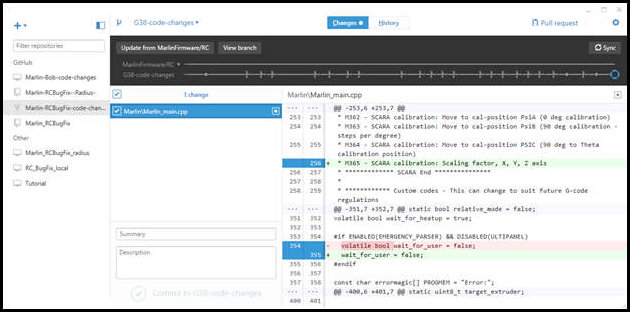 G38-code-changes
Changes
History
Pull request
Filter repositories
Update from MarlinFirmware/RC
View branch
Sync
GitHub
MarlinFirmware/RC
Marlin-Bob-code-changes
G38-code-changes
Marlin-RCBugFix--Radius-
Marlin-RCBugFix-code-chan...
Marlin_RCBugFix
Other
Marlin_RCBugFix_radius
RC_BugFix_local
Tutorial
1 change
Marlin\Marlin_main.cpp
Summary
Description
Commit to G38-code-changes
Marlin\Marlin_main.cpp
... ... @@ -253,6 +253,7 @@
253 253 * M362 - SCARA calibration: Move to cal-position PsiA (0 deg calibration)
254 254 * M363 - SCARA calibration: Move to cal-position PsiB (90 deg calibration -
steps per degree)
255 255 * M364 - SCARA calibration: Move to cal-position PSIC (90 deg to Theta
calibration position)
256 + * M365 - SCARA calibration: Scaling factor, X, Y, Z axis
256 257 * ************* SCARA End ***************
257 258 *
258 259 * ************ Custom codes - This can change to suit future G-code
regulations
... ... @@ -351,7 +352,7 @@ static bool relative_mode = false;
351 352 volatile bool wait_for_heatup = true;
352 353
353 354 #if ENABLED(EMERGENCY_PARSER) && DISABLED(ULTIPANEL)
354 - volatile bool wait_for_user = false;
355 + wait_for_user = false;
355 356 #endif
356 357
357 358 const char errormagic[] PROGMEM = "Error:";
... ... @@ -400,6 +401,7 @@ static uint8_t target_extruder;
400 401